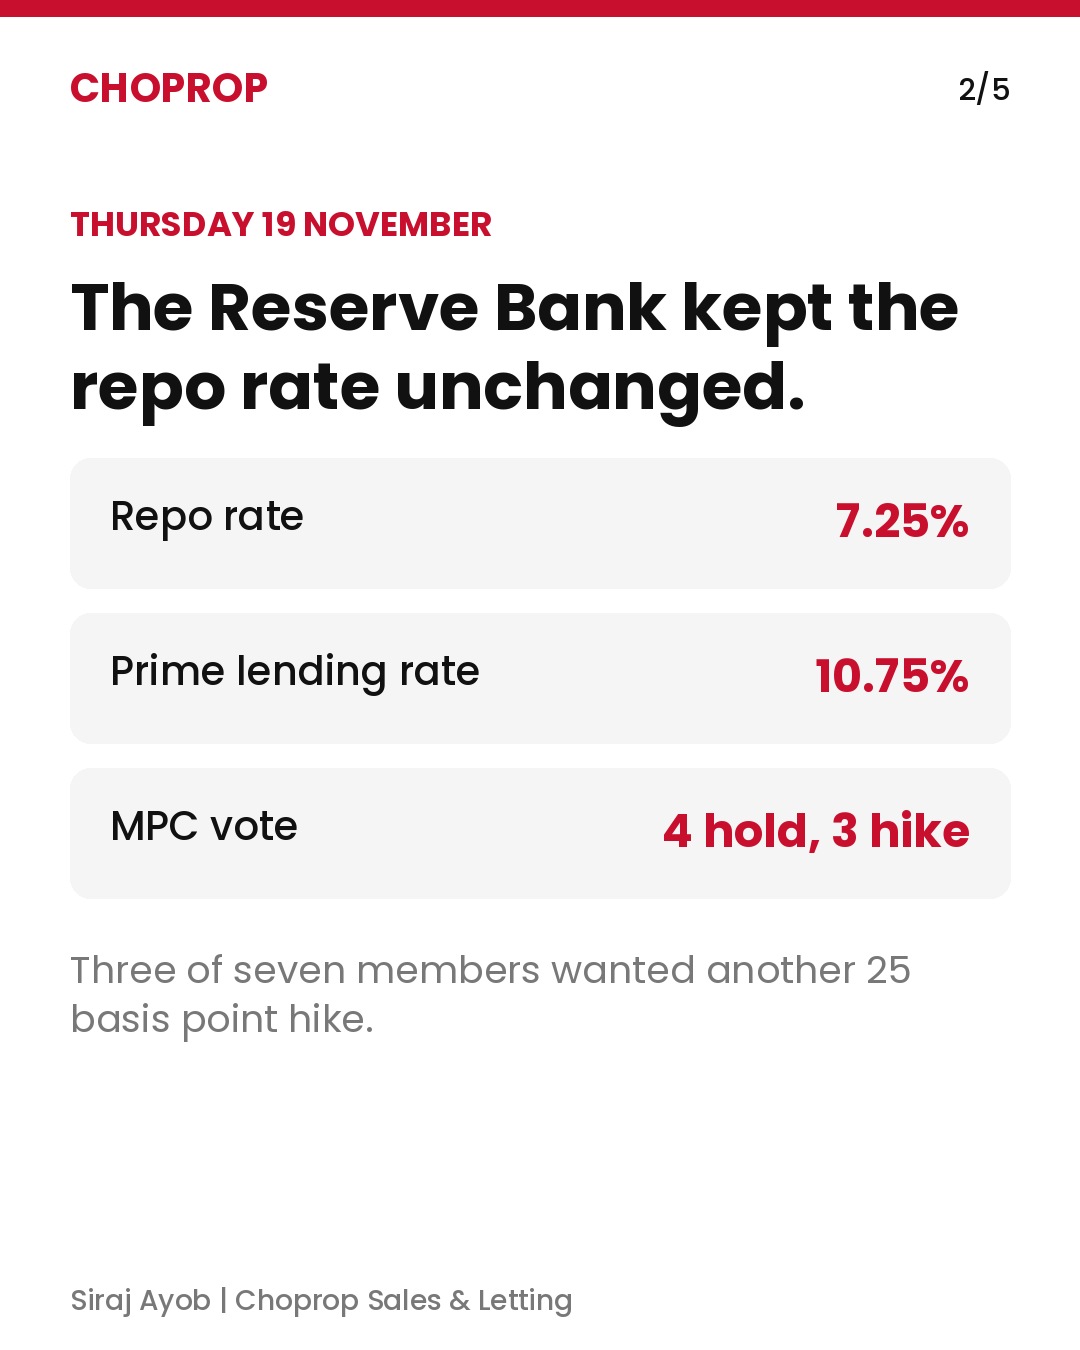 CHOPROP
2/5
THURSDAY 19 NOVEMBER
The Reserve Bank kept the
repo rate unchanged.
Repo rate
7.25%
Prime lending rate
10.75%
MPC vote
4 hold, 3 hike
Three of seven members wanted another 25
basis point hike.
Siraj Ayob | Choprop Sales & Letting